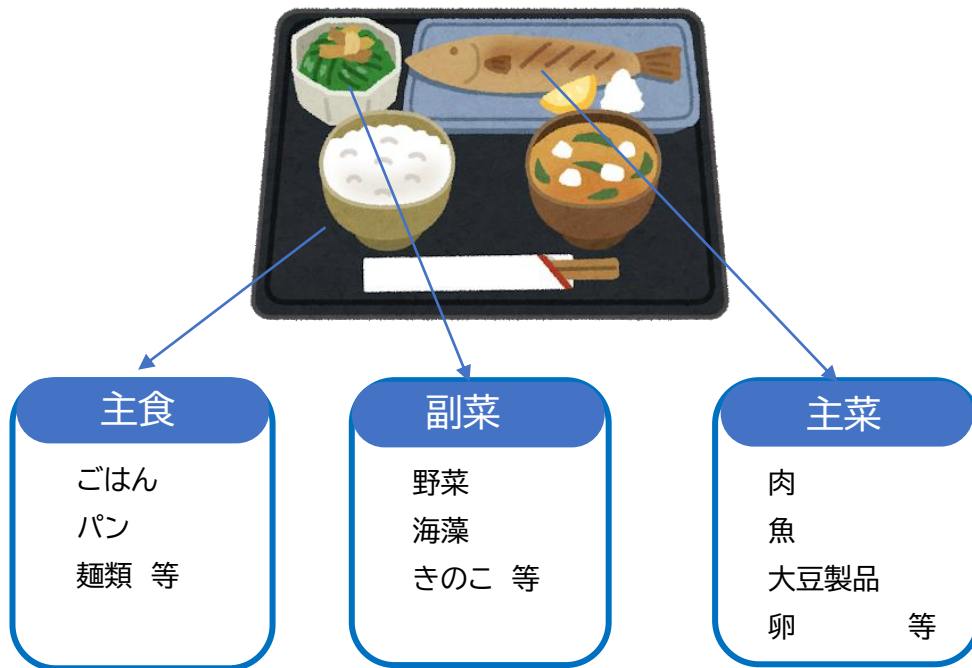 主食
ごはん
パン
麺類 等
副菜
野菜
海藻
きのこ 等
主菜
肉
魚
大豆製品
卵 等